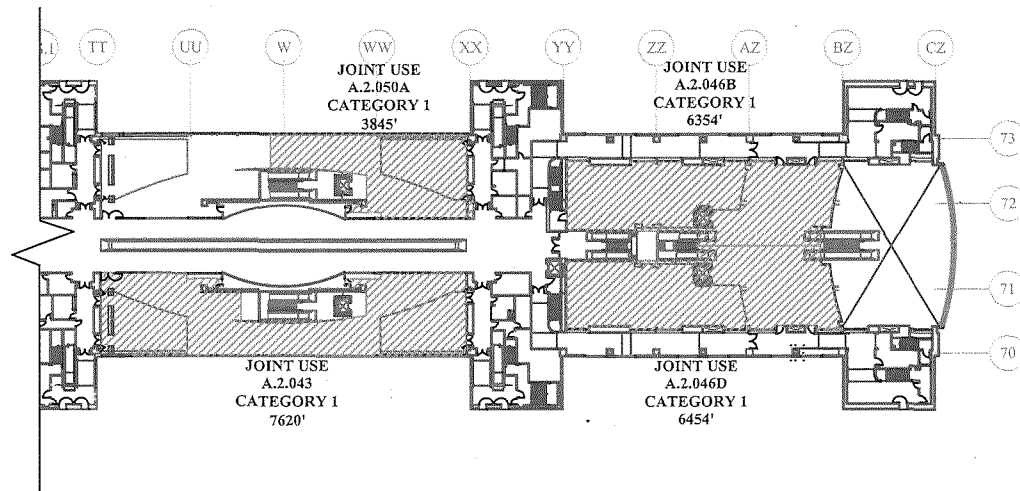 TT
UU
W
WW
XX
YY
ZZ
AZ
BZ
CZ
JOINT USE
A.2.050A
CATEGORY 1
3845'
JOINT USE
A.2.046B
CATEGORY 1
6354'
73
72
71
70
JOINT USE
A.2.043
CATEGORY 1
7620'
JOINT USE
A.2.046D
CATEGORY 1
6454'